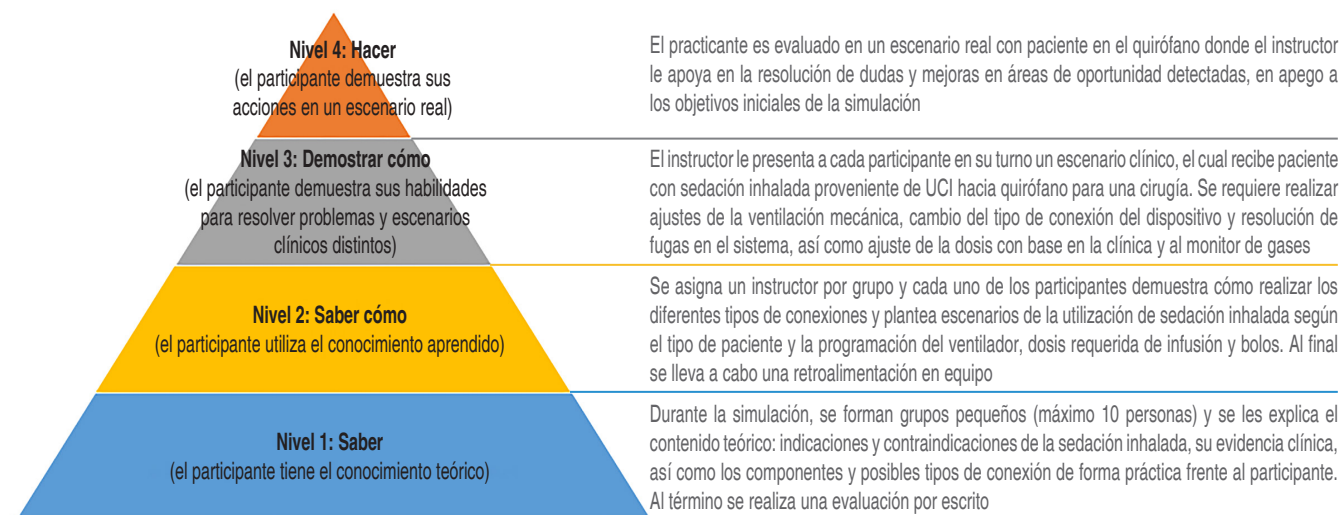 Nivel 4: Hacer
(el participante demuestra sus
acciones en un escenario real)
El practicante es evaluado en un escenario real con paciente en el quirófano donde el instructor
le apoya en la resolución de dudas y mejoras en áreas de oportunidad detectadas, en apego a
los objetivos iniciales de la simulación
Nivel 3: Demostrar cómo
(el participante demuestra sus habilidades
para resolver problemas y escenarios
clínicos distintos)
El instructor le presenta a cada participante en su turno un escenario clínico, el cual recibe paciente
con sedación inhalada proveniente de UCI hacia quirófano para una cirugía. Se requiere realizar
ajustes de la ventilación mecánica, cambio del tipo de conexión del dispositivo y resolución de
fugas en el sistema, así como ajuste de la dosis con base en la clínica y al monitor de gases
Nivel 2: Saber cómo
(el participante utiliza el conocimiento aprendido)
Se asigna un instructor por grupo y cada uno de los participantes demuestra cómo realizar los
diferentes tipos de conexiones y plantea escenarios de la utilización de sedación inhalada según
el tipo de paciente y la programación del ventilador, dosis requerida de infusión y bolos. Al final
se lleva a cabo una retroalimentación en equipo
Nivel 1: Saber
(el participante tiene el conocimiento teórico)
Durante la simulación, se forman grupos pequeños (máximo 10 personas) y se les explica el
contenido teórico: indicaciones y contraindicaciones de la sedación inhalada, su evidencia clínica,
así como los componentes y posibles tipos de conexión de forma práctica frente al participante.
Al término se realiza una evaluación por escrito